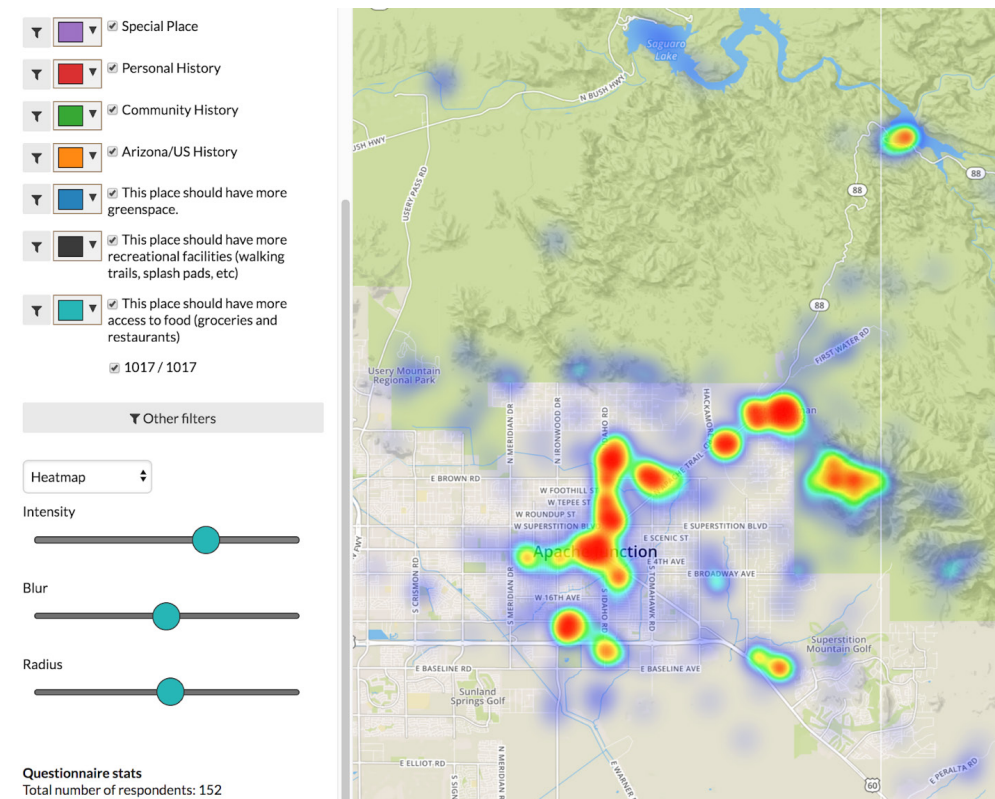 Special Place
Personal History
Community History
Arizona/US History
This place should have more
greenspace.
This place should have more
recreational facilities (walking
trails, splash pads, etc)
This place should have more
access to food (groceries and
restaurants)
1017 / 1017
Other filters
Heatmap
Intensity
Blur
Radius
Questionnaire stats
Total number of respondents: 152
Saguaro
Lake
N BUSH HWY
USH HWY
USERY PASS RD
88
88
88
FIRST WATER RD
Usery Mountain
Regional Park
N MERIDIAN DR
N IRONWOOD DR
E BROWN RD
W FOOTHILL ST
W TEPEE ST
W ROUNDUP ST
E SUPERSTITION BLVD
E SCENIC ST
E 4TH AVE
E BROADWAY AVE
S CRISMON RD
S MERIDIAN DR
W 16TH AVE
S IDAHO RD
S TOMAHAWK RD
E BASELINE RD
E BASELINE AVE
Superstition
Mountain Golf
Sunland
Springs Golf
E ELLIOT RD
60
E PERALTA RD